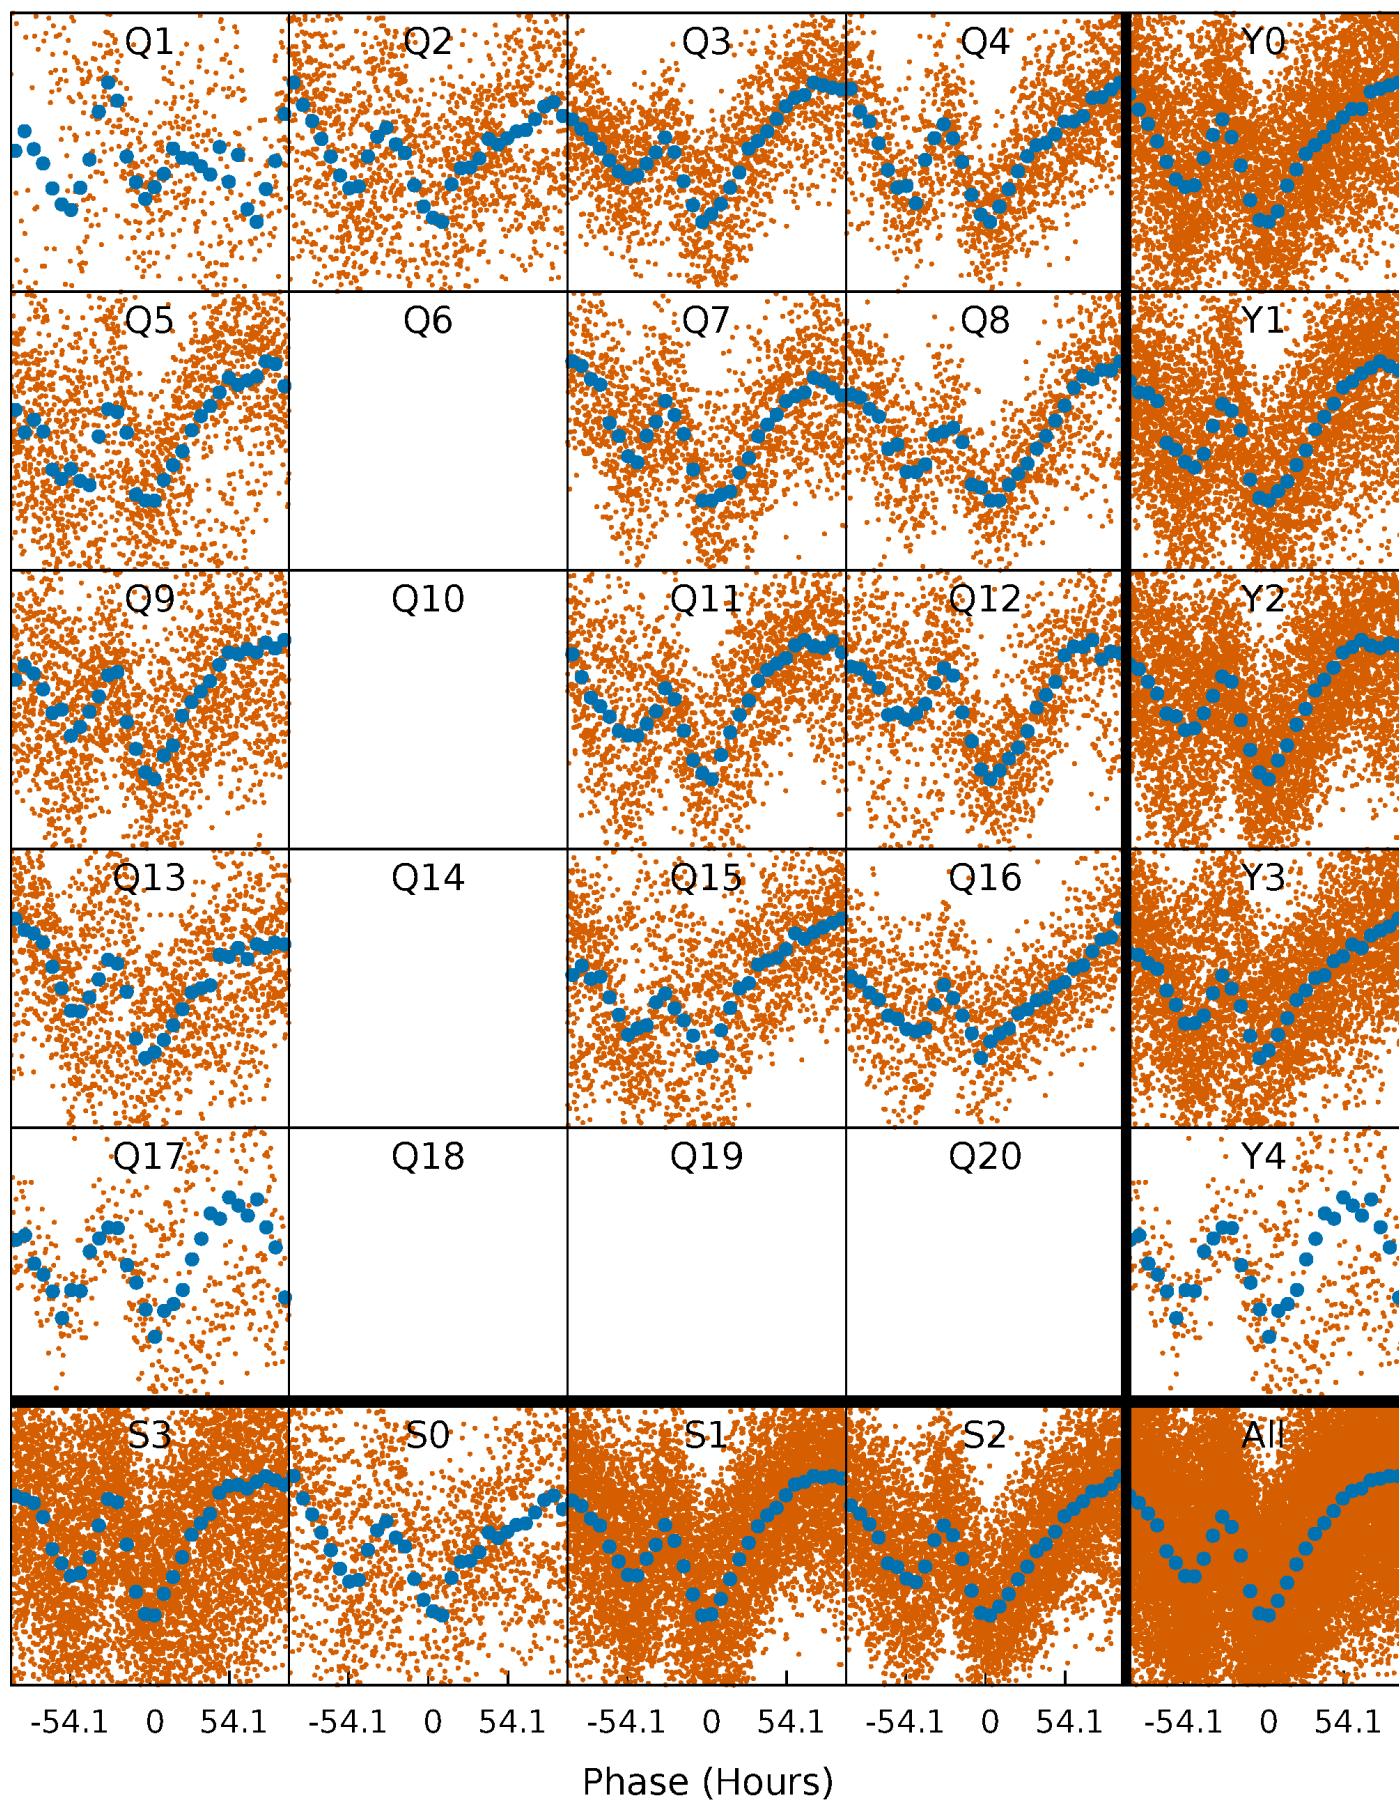 Q1 Q2 Q3 Q4 Y0
Q5 Q6 Q7 Q8 Y1
Q9 Q10 Q11 Q12 Y2
Q13 Q14 Q15 Q16 Y3
Q17 Q18 Q19 Q20 Y4
S3 S0 S1 S2 All
-54.1 0 54.1 -54.1 0 54.1 -54.1 0 54.1 -54.1 0 54.1 -54.1 0 54.1
Phase (Hours)